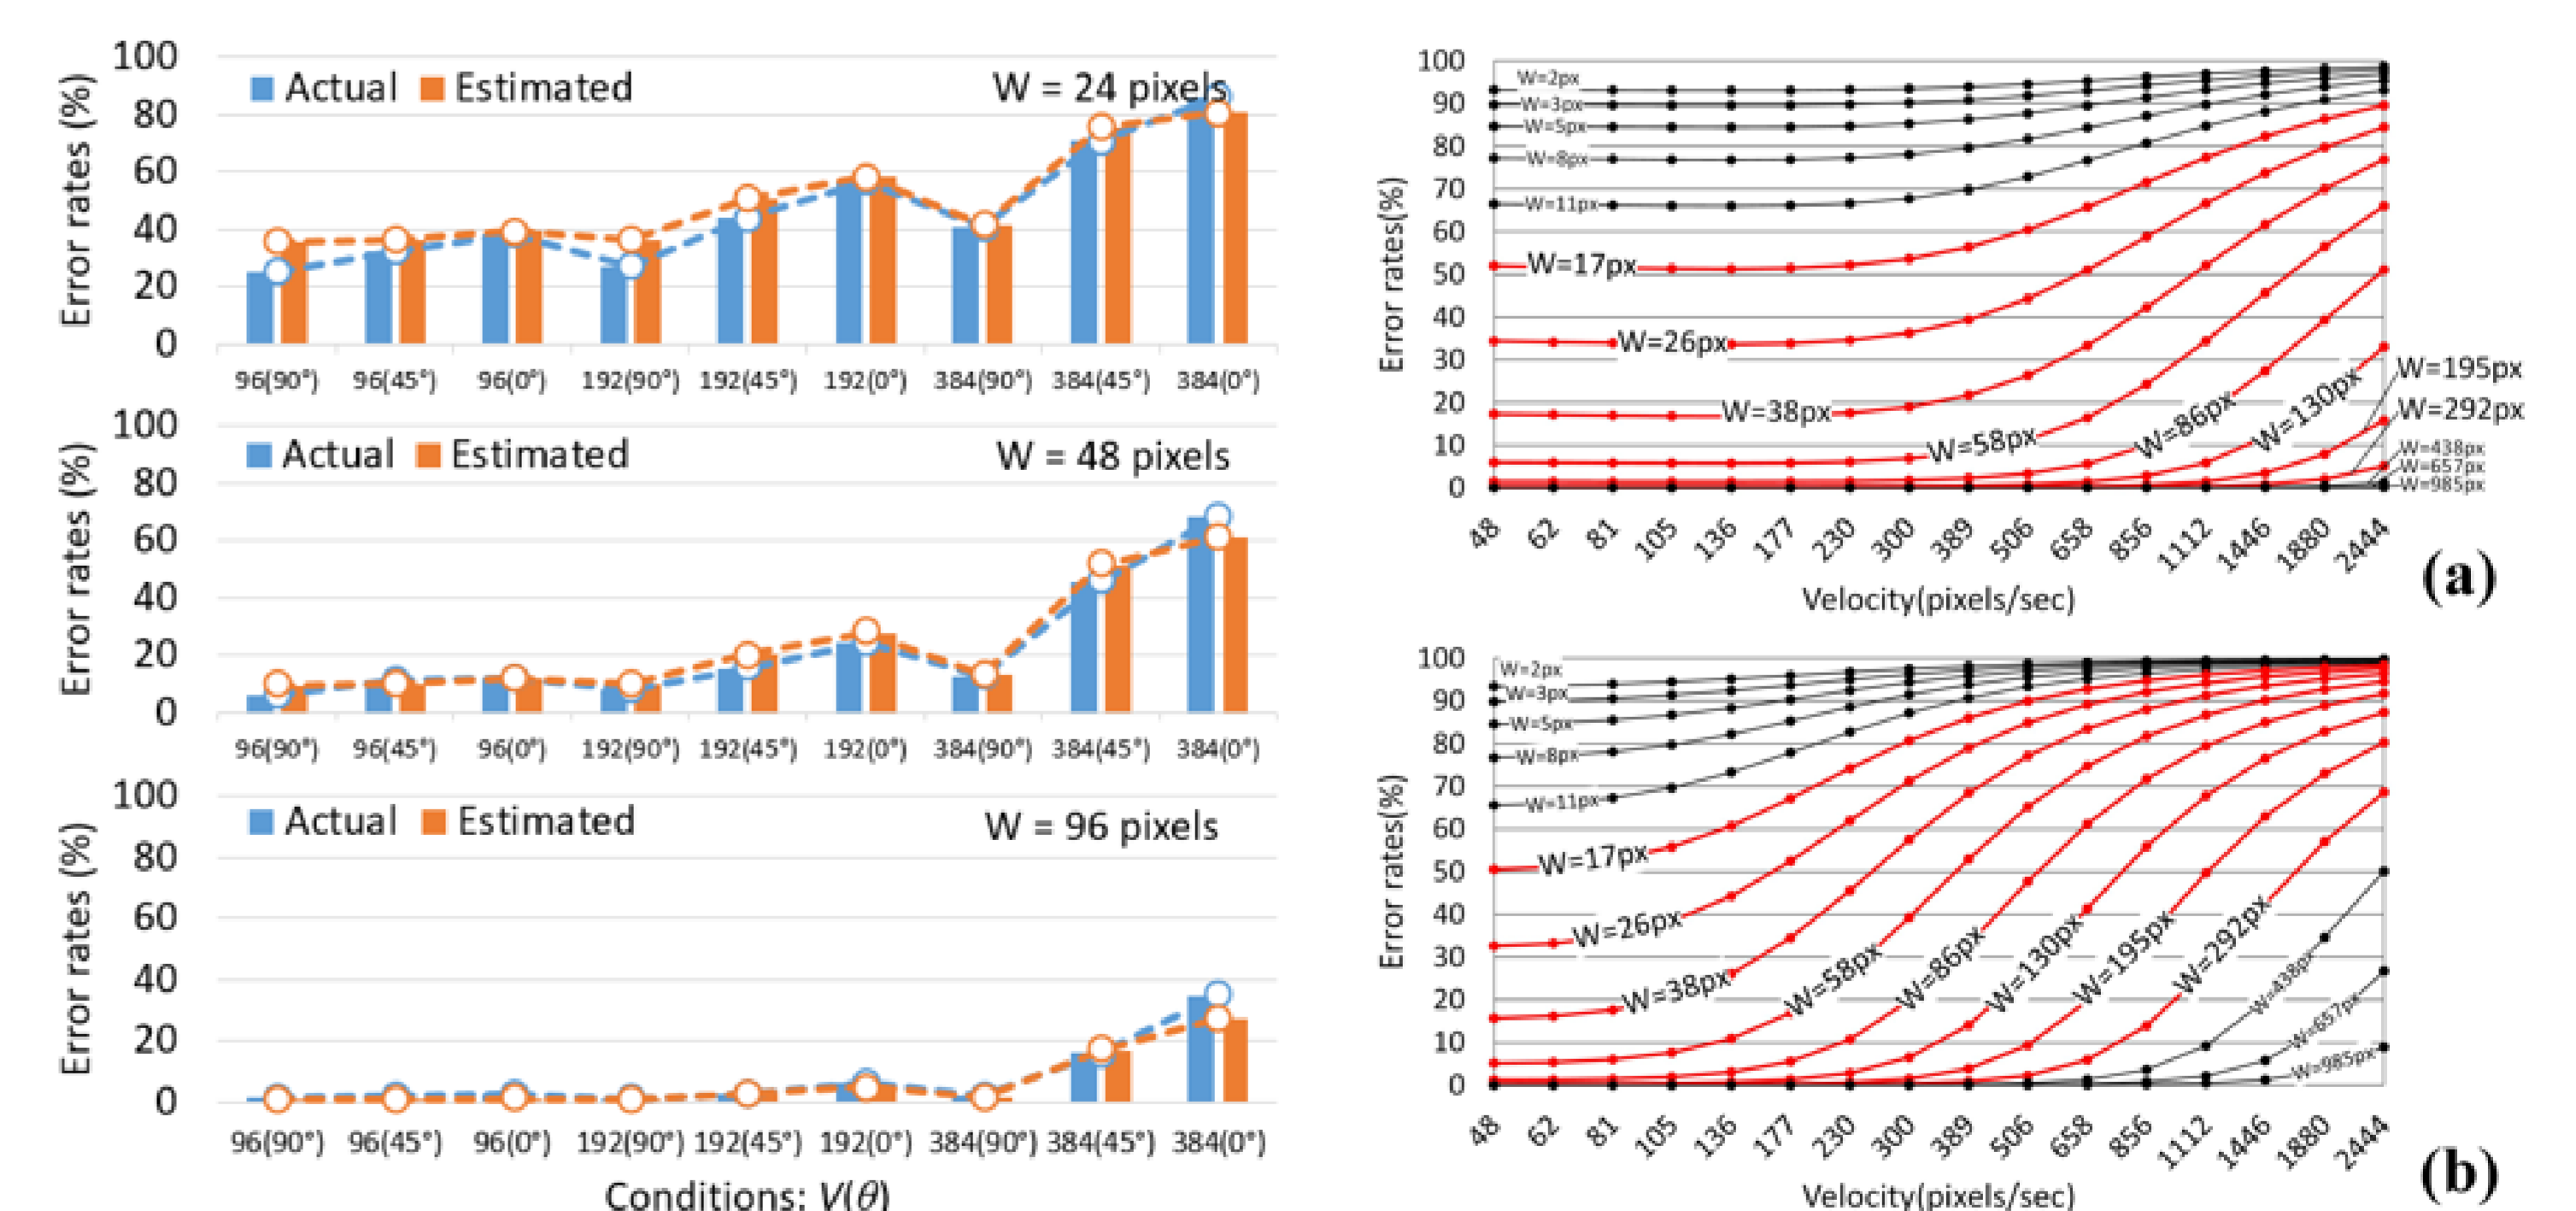 100
80
60
40
20
0
Error rates (%)
Actual Estimated
W = 24 pixels
96(90°) 96(45°) 96(0°) 192(90°) 192(45°) 192(0°) 384(90°) 384(45°) 384(0°)
100
80
60
40
20
0
Error rates (%)
Actual Estimated
W = 48 pixels
96(90°) 96(45°) 96(0°) 192(90°) 192(45°) 192(0°) 384(90°) 384(45°) 384(0°)
100
80
60
40
20
0
Error rates (%)
Actual Estimated
W = 96 pixels
96(90°) 96(45°) 96(0°) 192(90°) 192(45°) 192(0°) 384(90°) 384(45°) 384(0°)
Conditions: V(θ)
100
90
80
70
60
50
40
30
20
10
0
Error rates(%)
W=2px
W=3px
W=5px
W=8px
W=11px
W=17px
W=26px
W=38px
W=58px
W=86px
W=130px
W=195px
W=292px
W=438px
W=657px
W=985px
48 62 81 105 136 177 230 300 389 506 658 856 1112 1446 1880 2444
Velocity(pixels/sec)
(a)
100
90
80
70
60
50
40
30
20
10
0
Error rates(%)
W=2px
W=3px
W=5px
W=8px
W=11px
W=17px
W=26px
W=38px
W=58px
W=86px
W=130px
W=195px
W=292px
W=438px
W=657px
W=985px
48 62 81 105 136 177 230 300 389 506 658 856 1112 1446 1880 2444
Velocity(pixels/sec)
(b)